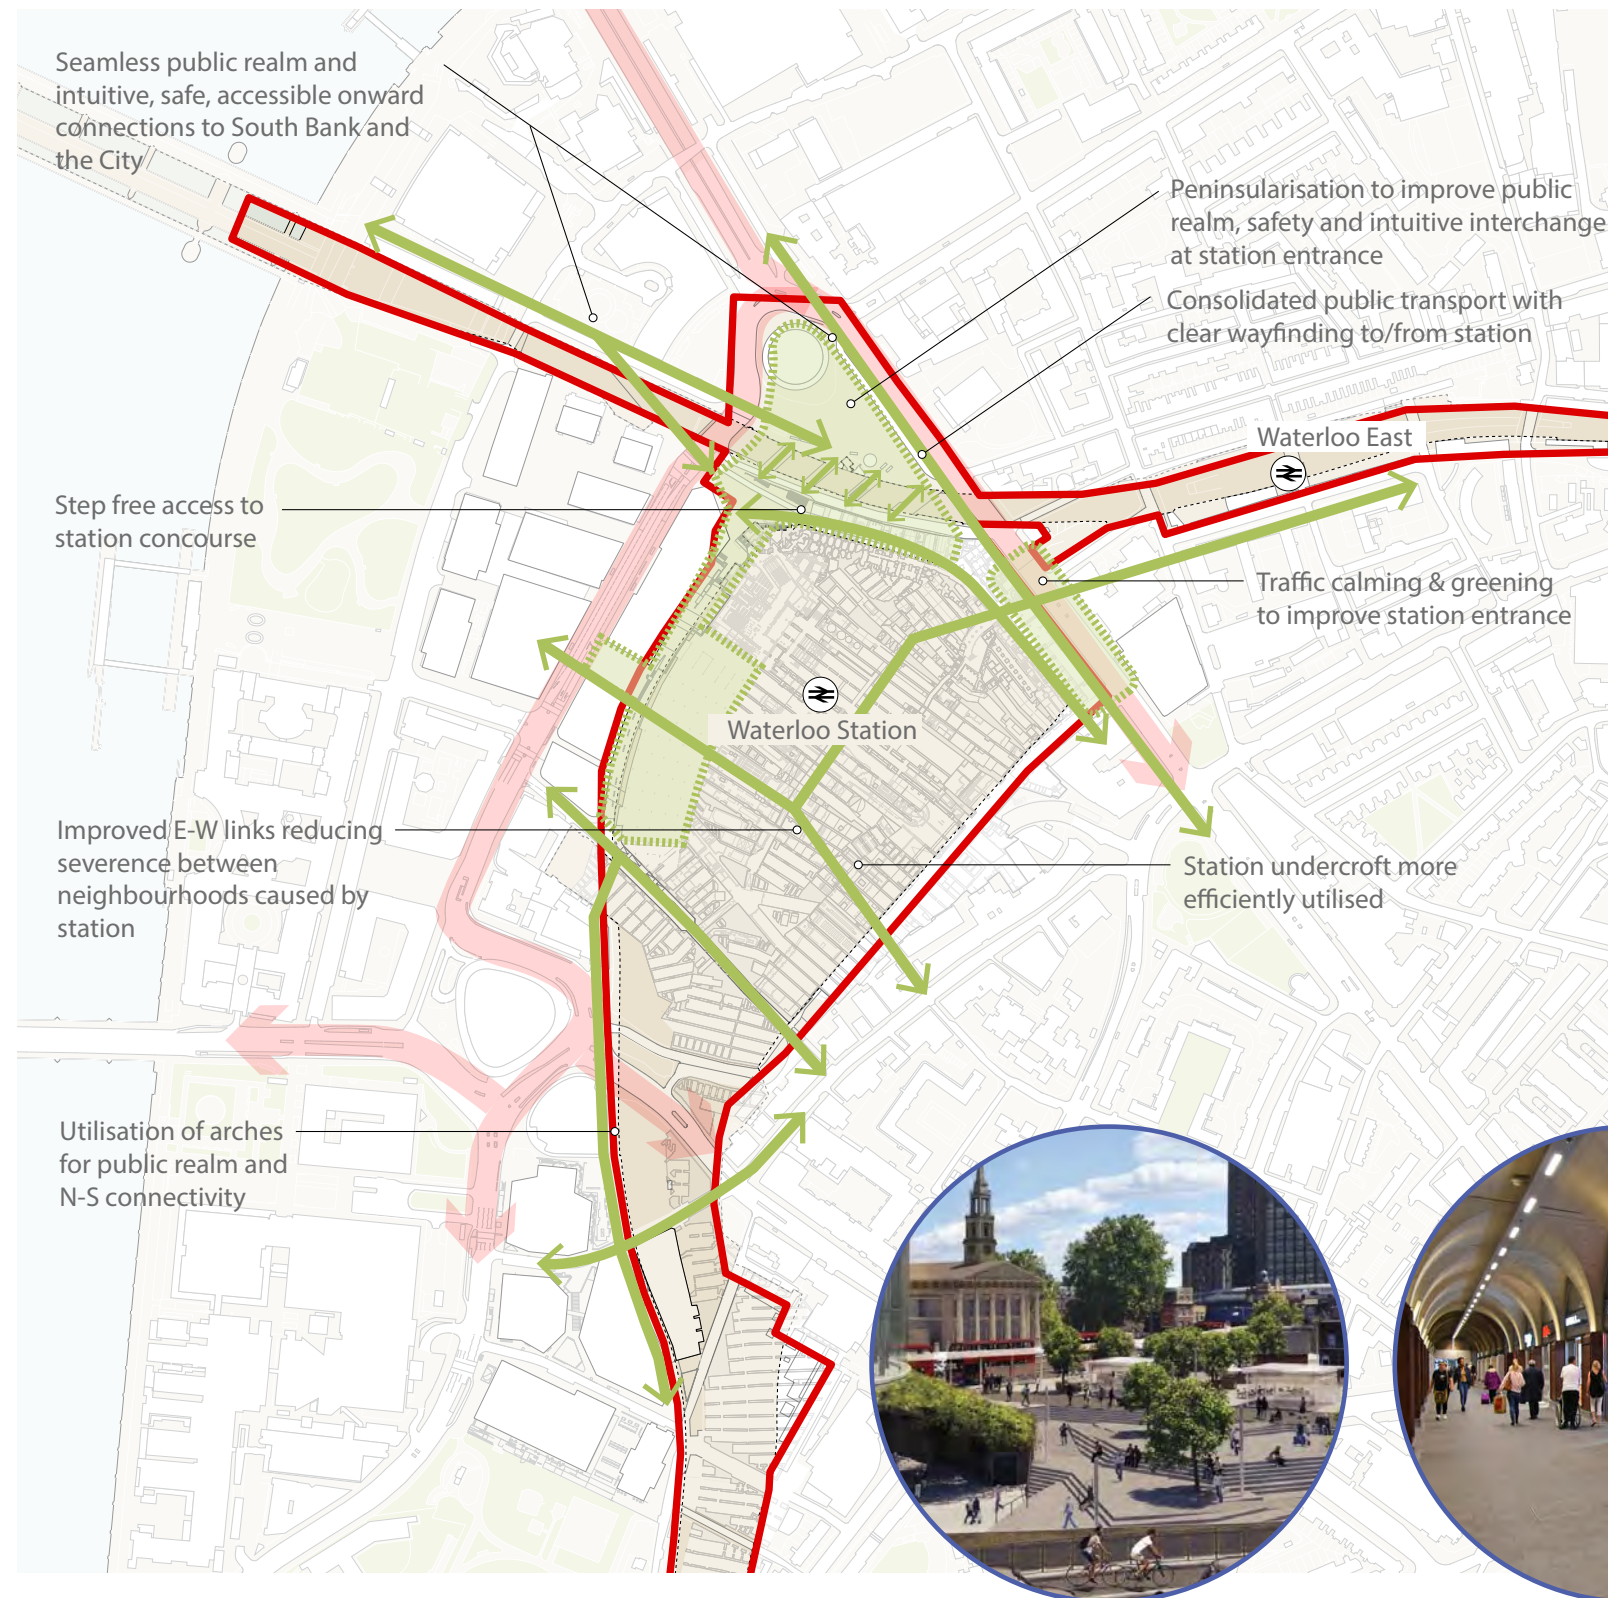 Seamless public realm and
intuitive, safe, accessible onward
connections to South Bank and
the City
Peninsularisation to improve public
realm, safety and intuitive interchange
at station entrance
Consolidated public transport with
clear wayfinding to/from station
Waterloo East
Step free access to
station concourse
Traffic calming & greening
to improve station entrance
Waterloo Station
Improved E-W links reducing
severence between
neighbourhoods caused by
station
Station undercroft more
efficiently utilised
Utilisation of arches
for public realm and
N-S connectivity